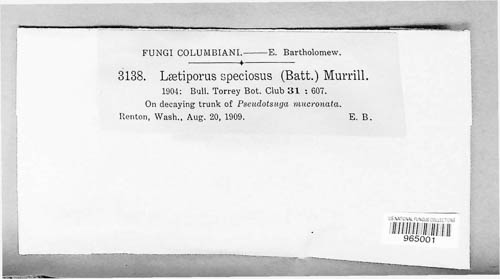 FUNGI COLUMBIANI.——E. Bartholomew.
3138. Lætiporus speciosus (Batt.) Murrill.
1904: Bull. Torrey Bot. Club 31 : 607.
On decaying trunk of Pseudotsuga mucronata.
Renton, Wash., Aug. 20, 1909. E. B.
US NATIONAL FUNGUS COLLECTIONS
965001